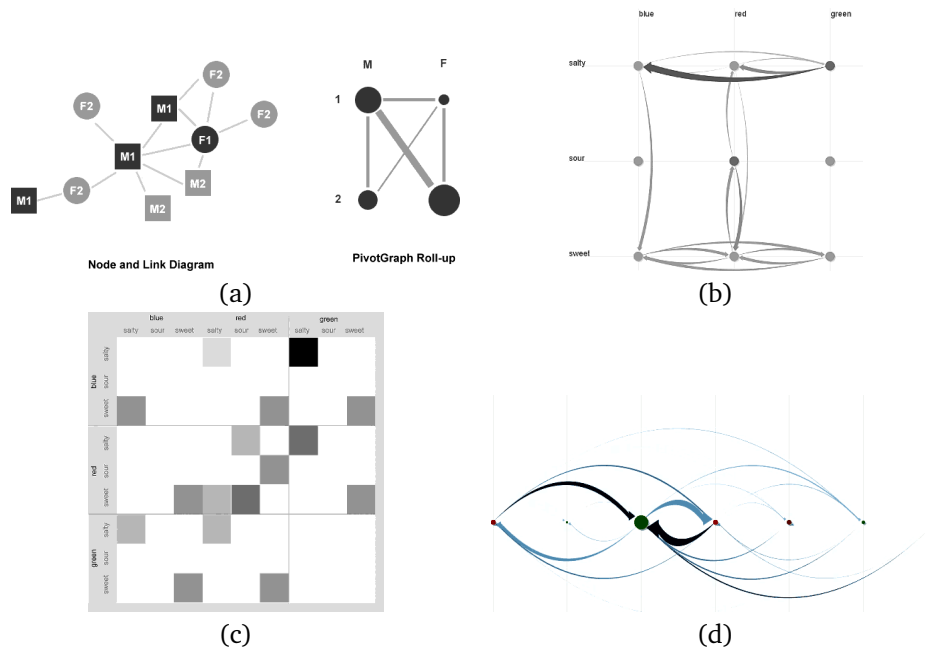 F2
M1
F2
F2
F1
M1
M2
M1
F2
M2
Node and Link Diagram
M F
1
2
PivotGraph Roll-up
(a)
blue red green
salty
sour
sweet
(b)
blue red green
salty sour sweet salty sour sweet salty sour sweet
blue
salty
sour
sweet
red
salty
sour
sweet
green
salty
sour
sweet
(c)
(d)